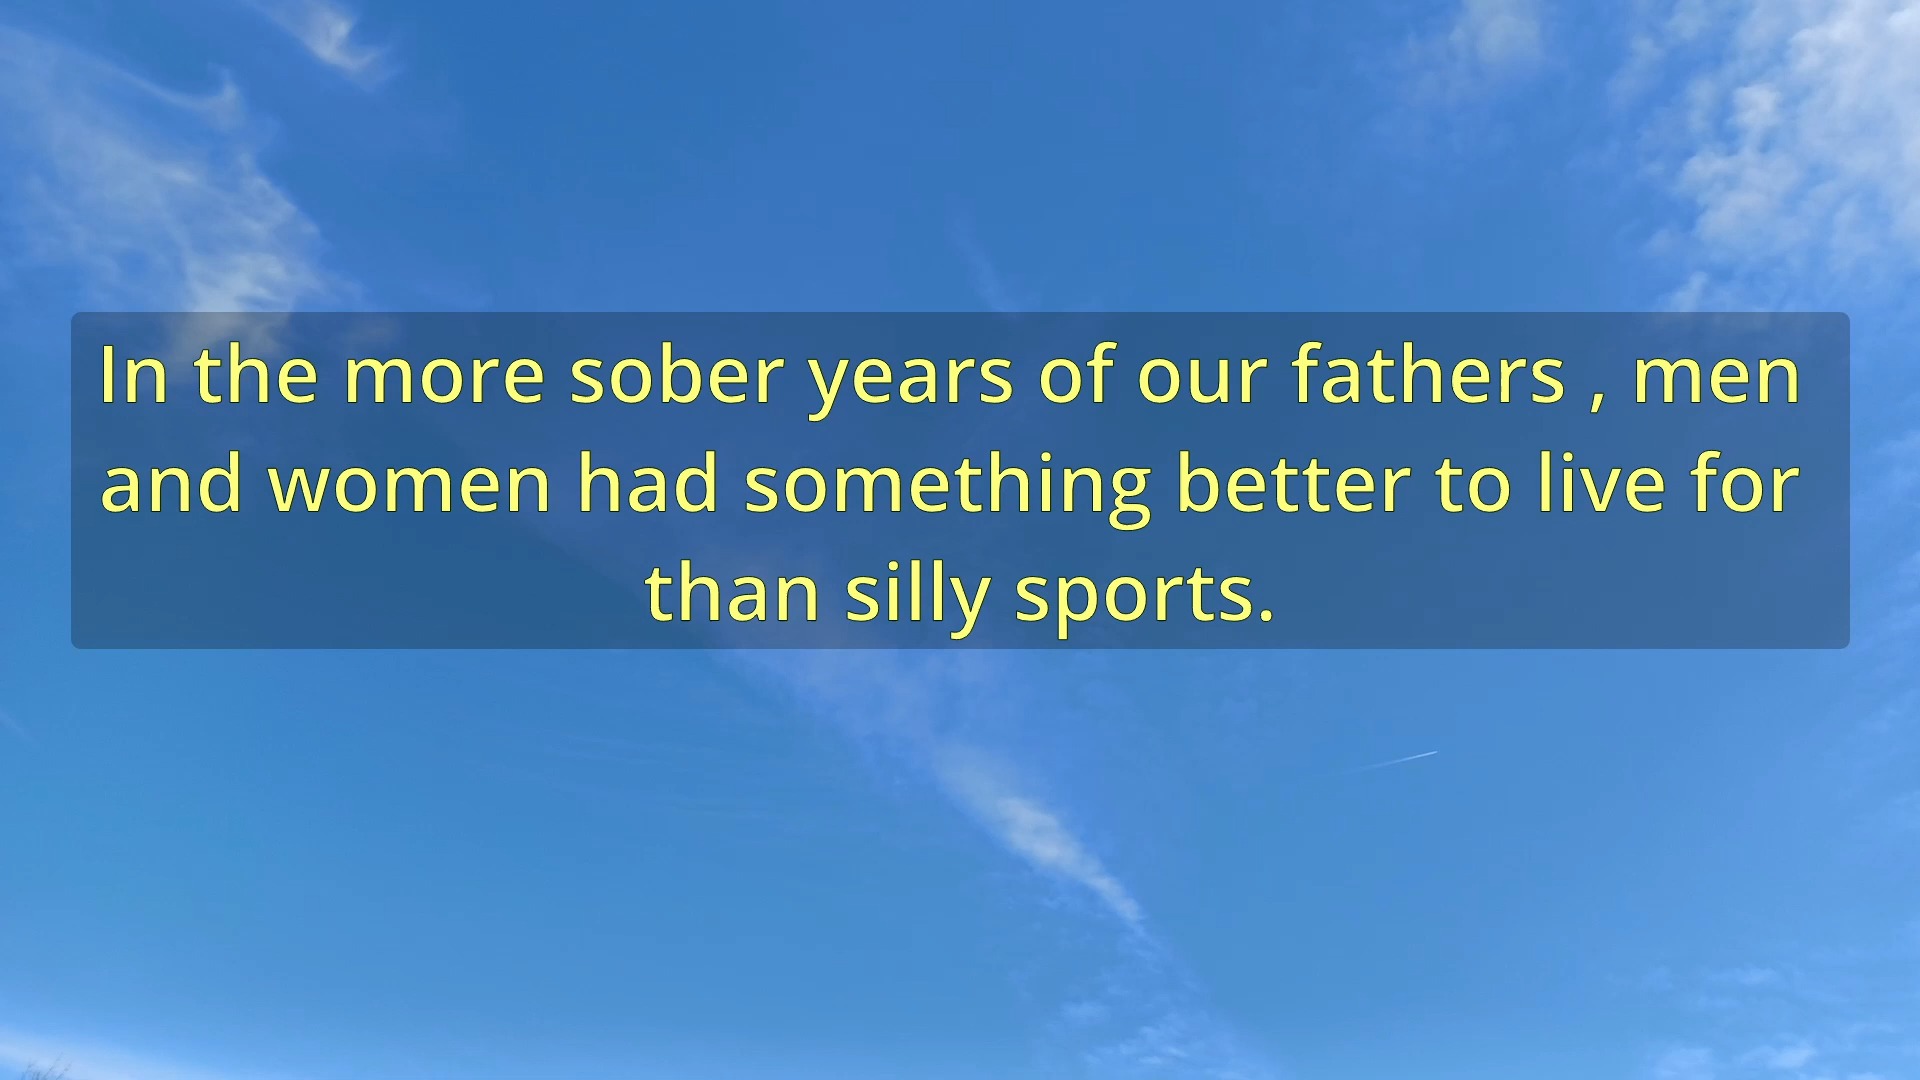 In the more sober years of our fathers , men
and women had something better to live for
than silly sports.